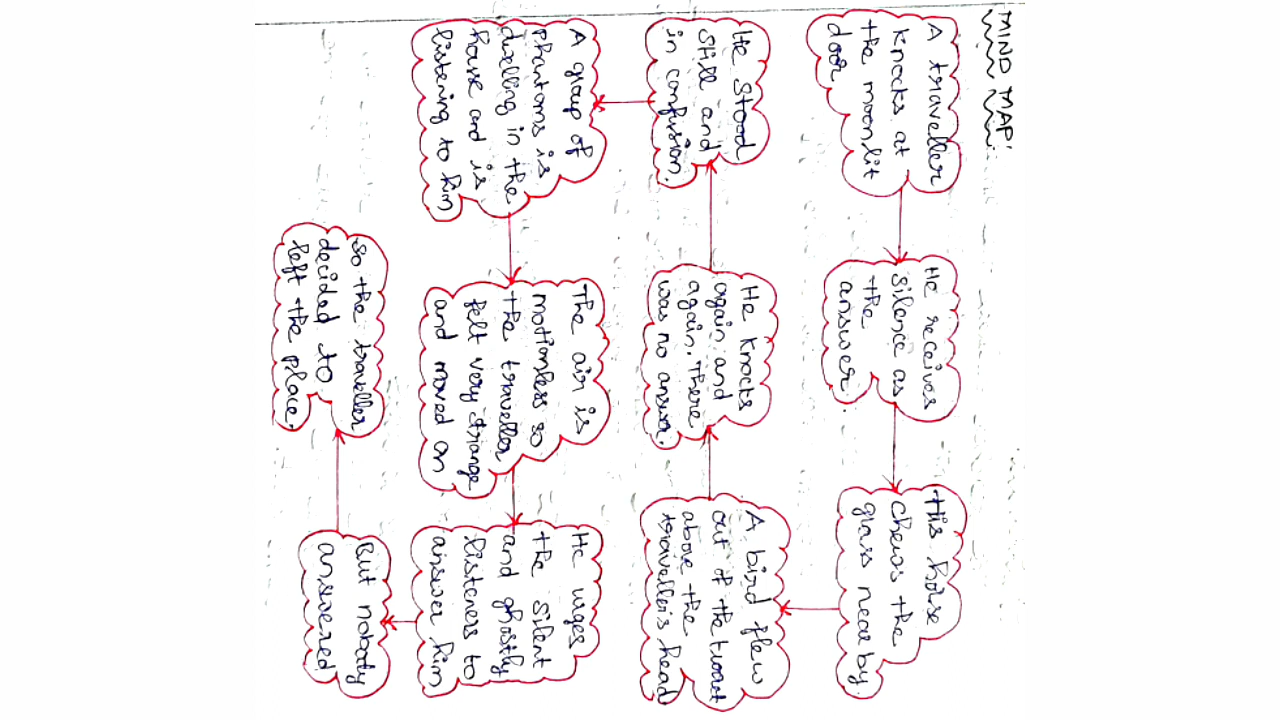 MIND MAP:
A traveller
knocks at
the moonlit
door
He receives
silence as
the
answer.
His horse
chews the
grass nearby.
A bird flew
out of the turret
above the
traveller's head
He knocks
again and
again. There
was no answer.
He stood
still and
in confusion.
A group of
phantoms is
dwelling in the
house and is
listening to him
The air is
motionless so
the traveller
felt very strange
and moved on
He urges
the silent
and ghostly
listeners to
answer him
But nobody
answered
So the traveller
decided to
left the place.